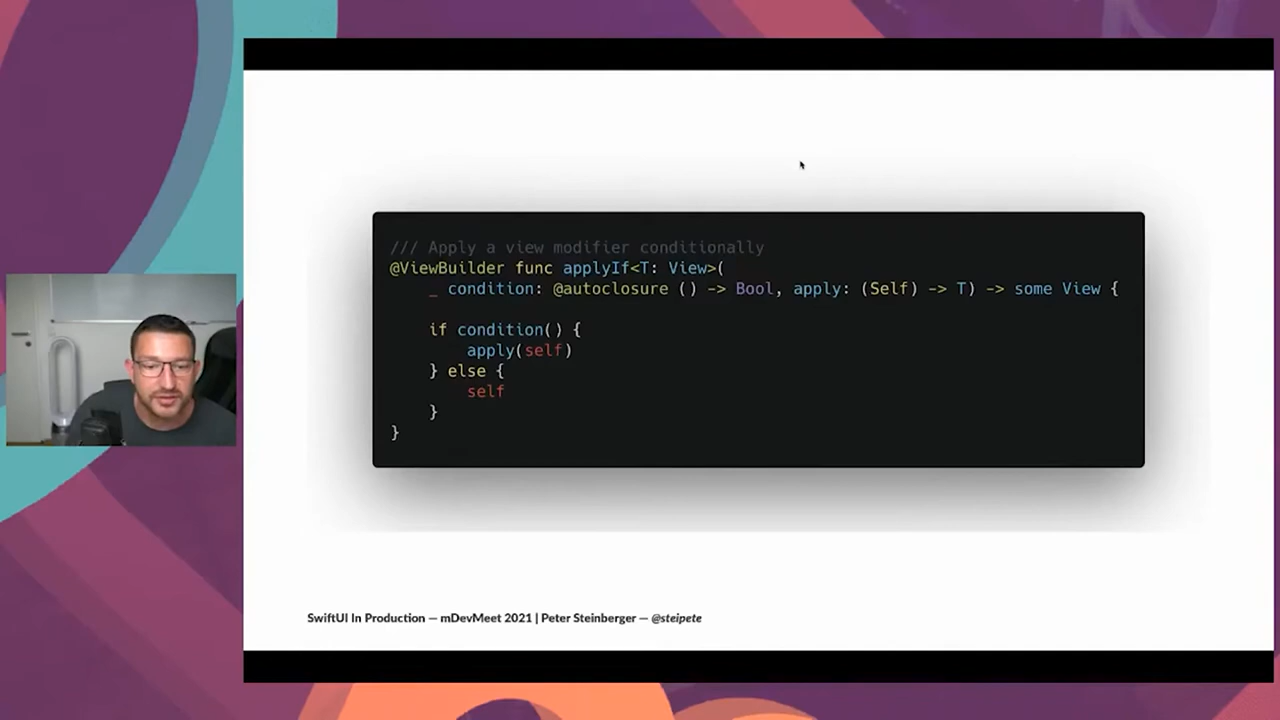 /// Apply a view modifier conditionally
@ViewBuilder func applyIf<T: View>(
    _ condition: @autoclosure () -> Bool, apply: (Self) -> T) -> some View {
    if condition() {
        apply(self)
    } else {
        self
    }
}
SwiftUI In Production — mDevMeet 2021 | Peter Steinberger — @steipete